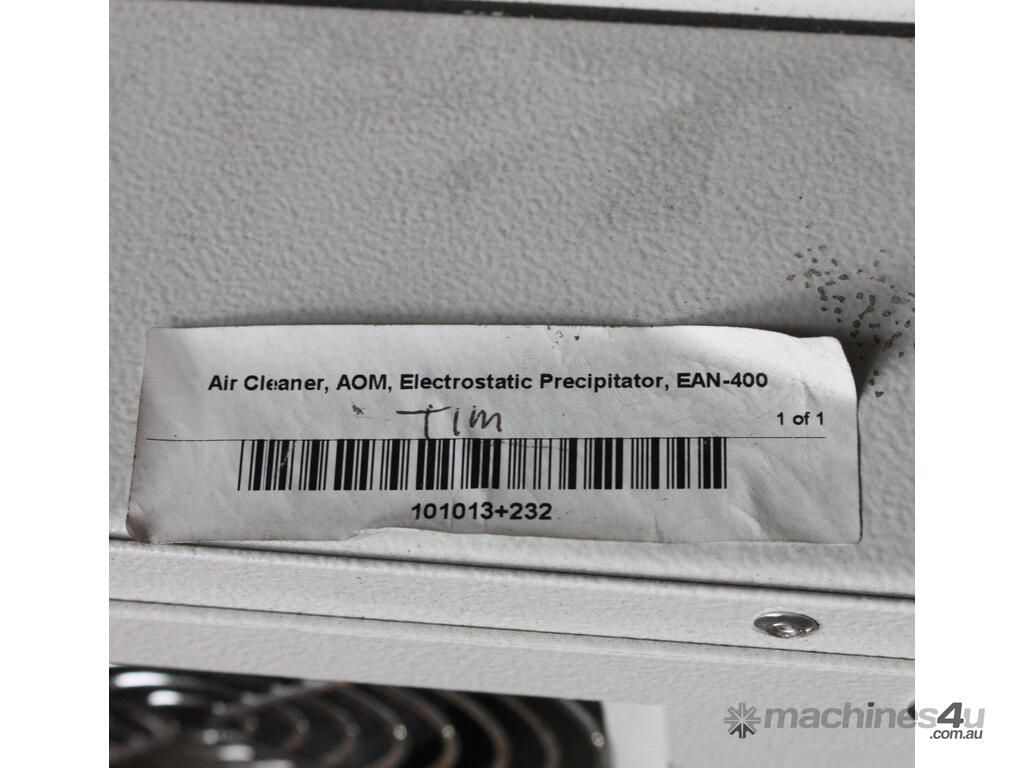 Air Cleaner, AOM, Electrostatic Precipitator, EAN-400
TIM
1 of 1
101013+232
machines4u
.com.au